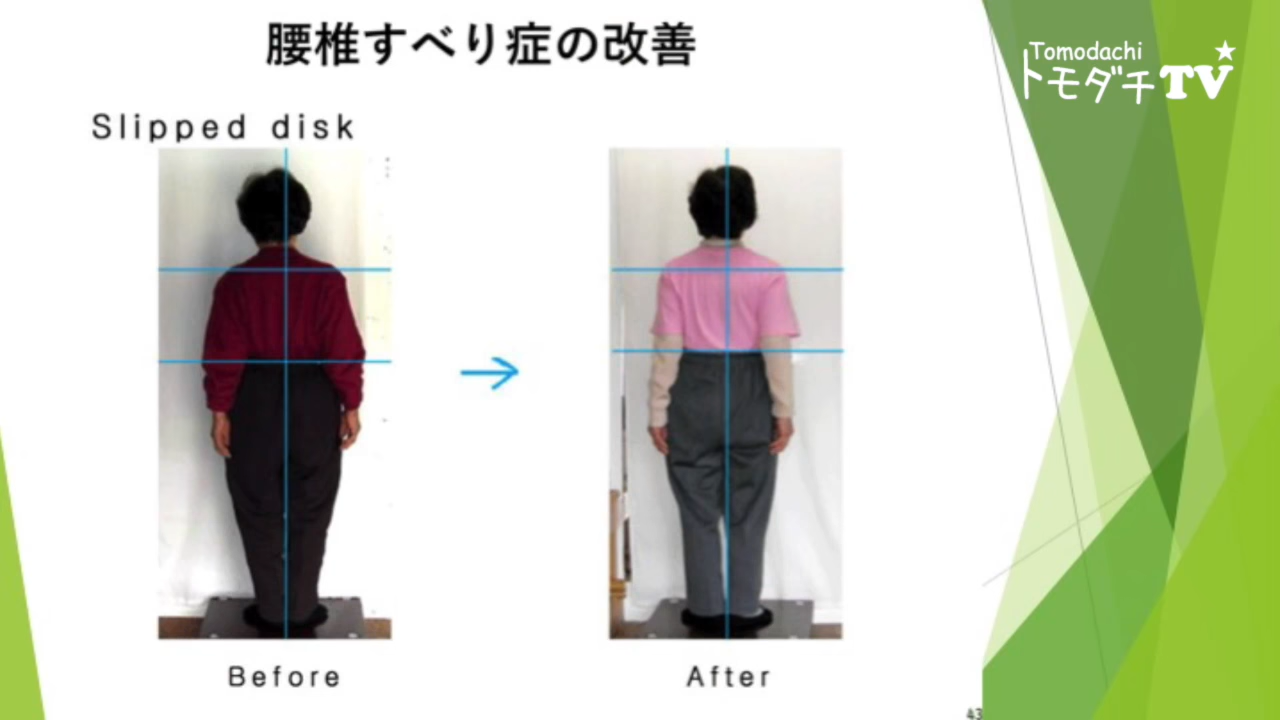 腰椎すべり症の改善
Tomodachi
トモダチTV
Slipped disk
Before
After
43